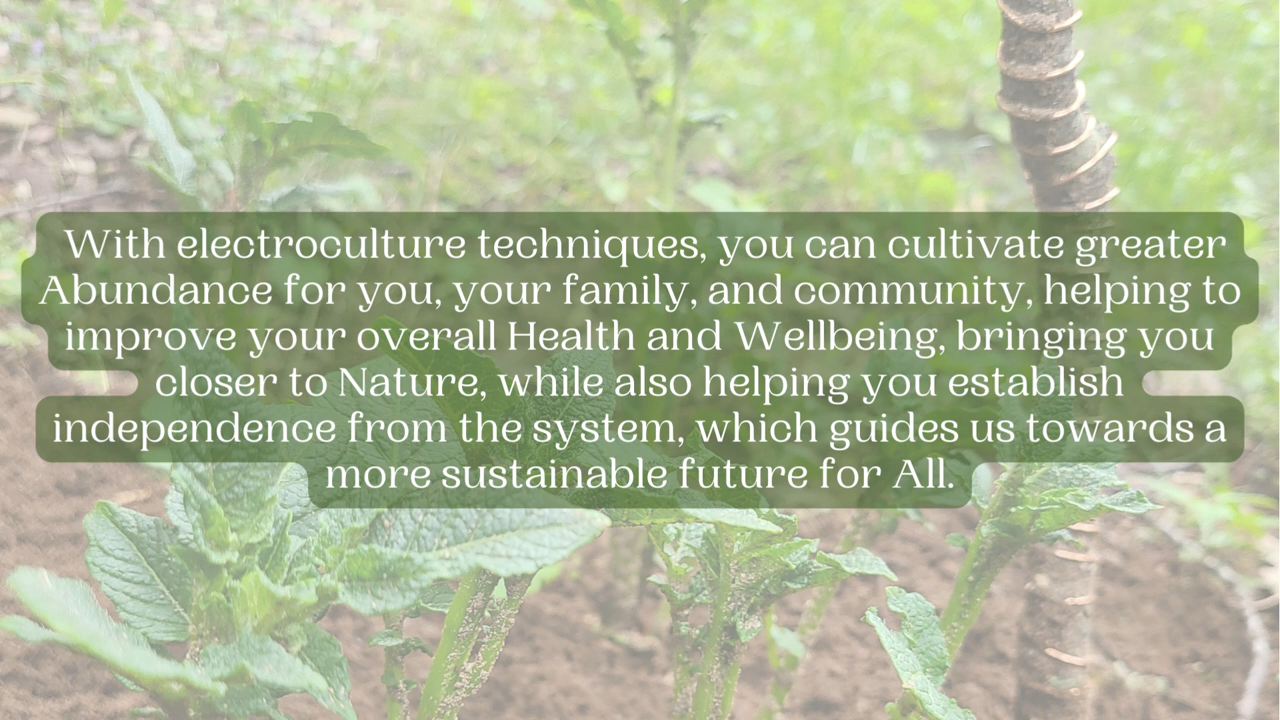 With electroculture techniques, you can cultivate greater
Abundance for you, your family, and community, helping to
improve your overall Health and Wellbeing, bringing you
closer to Nature, while also helping you establish
independence from the system, which guides us towards a
more sustainable future for All.